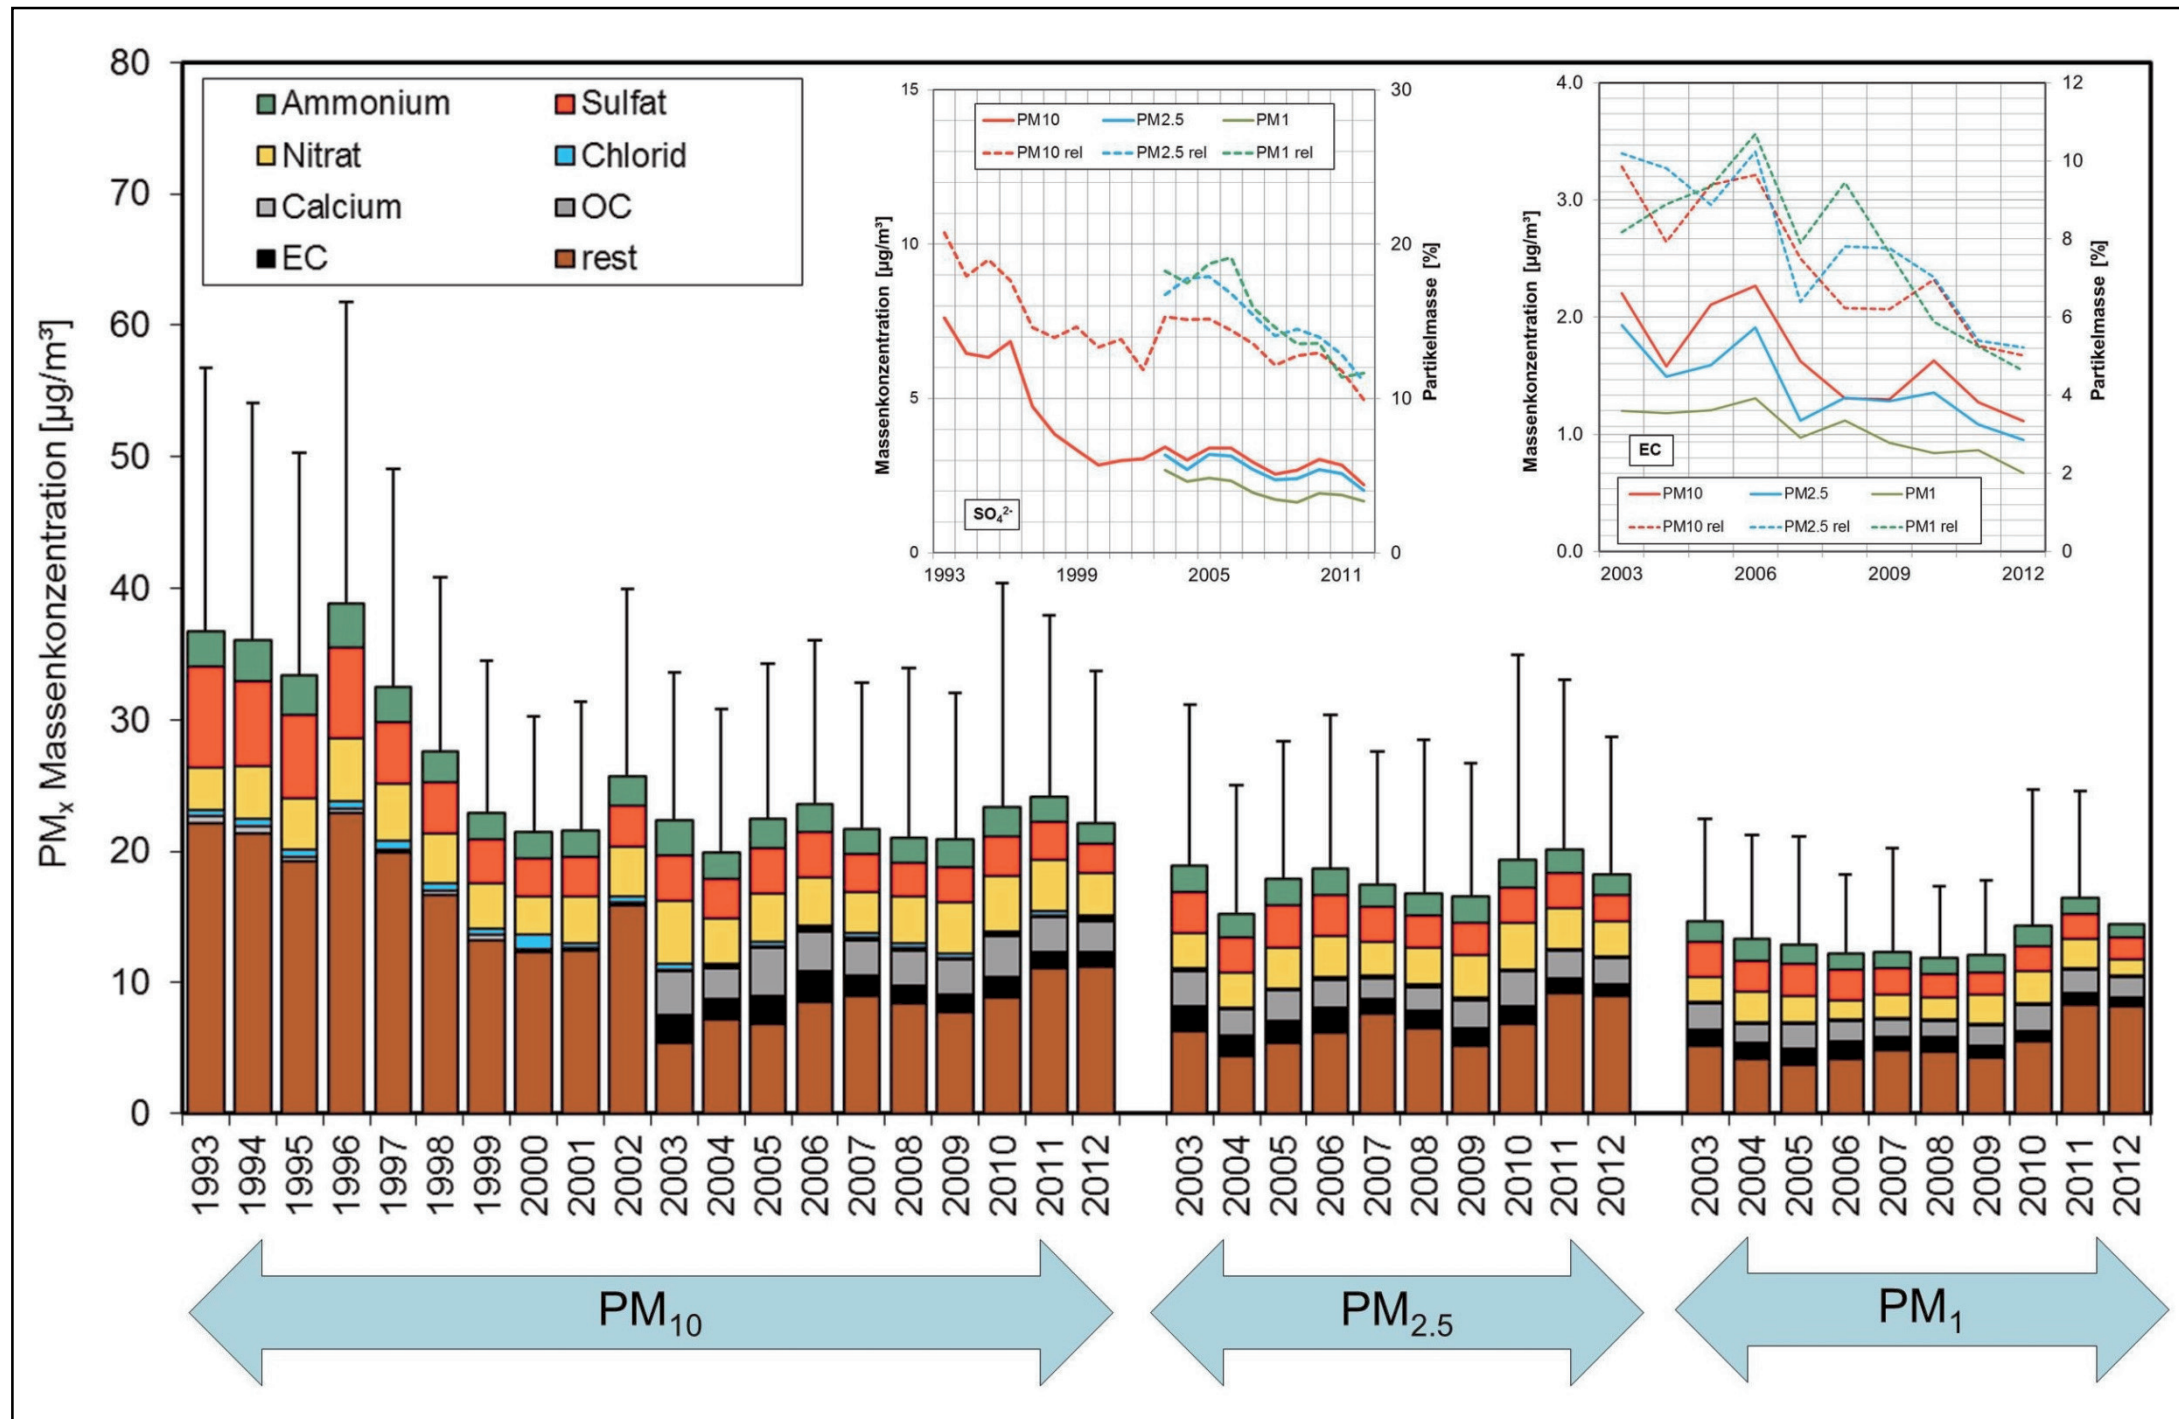 PMₓ Massenkonzentration [µg/m³]
80
70
60
50
40
30
20
10
0
Ammonium Sulfat
Nitrat Chlorid
Calcium OC
EC rest
Massenkonzentration [µg/m³]
15
10
5
0
PM10 PM2.5 PM1
PM10 rel PM2.5 rel PM1 rel
SO₄²⁻
30
20
10
0
Partikelmasse [%]
1993 1999 2005 2011
Massenkonzentration [µg/m³]
4.0
3.0
2.0
1.0
0.0
EC
PM10 PM2.5 PM1
PM10 rel PM2.5 rel PM1 rel
12
10
8
6
4
2
0
Partikelmasse [%]
2003 2006 2009 2012
1993 1994 1995 1996 1997 1998 1999 2000 2001 2002 2003 2004 2005 2006 2007 2008 2009 2010 2011 2012 2003 2004 2005 2006 2007 2008 2009 2010 2011 2012 2003 2004 2005 2006 2007 2008 2009 2010 2011 2012
PM₁₀ PM₂.₅ PM₁